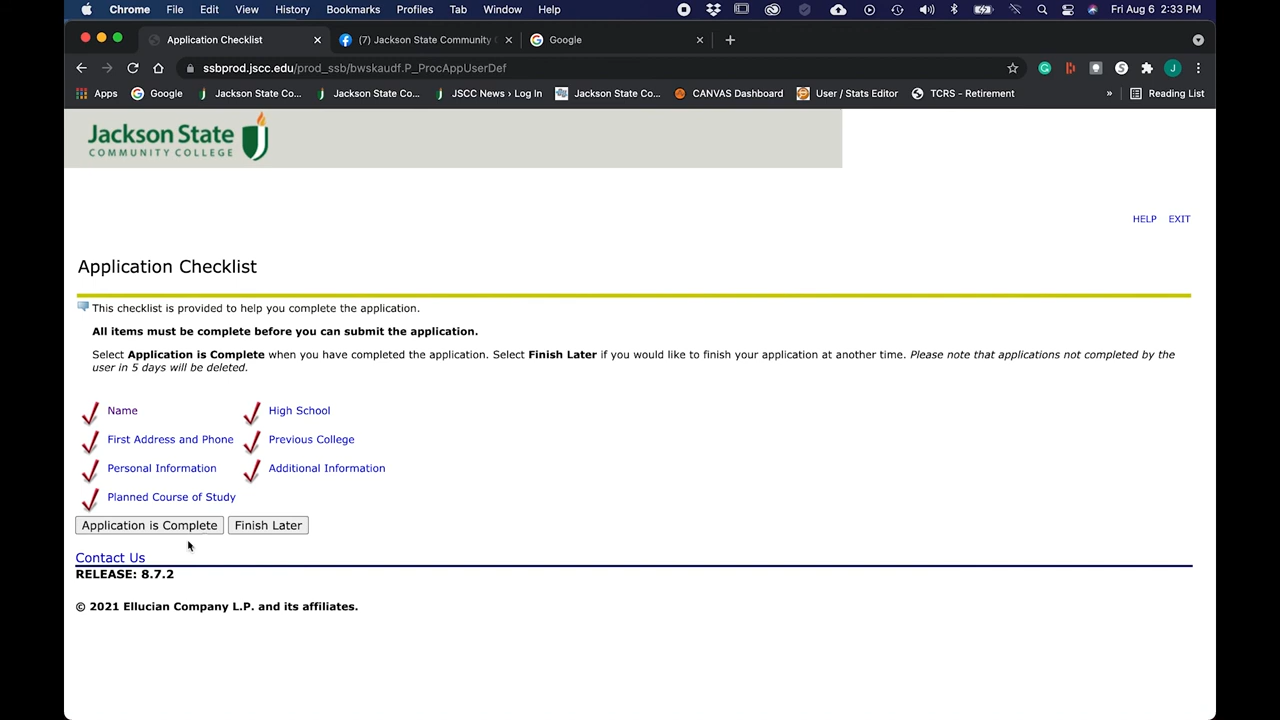 Chrome File Edit View History Bookmarks Profiles Tab Window Help Fri Aug 6 2:33 PM
Application Checklist (7) Jackson State Community C Google
ssbprod.jscc.edu/prod_ssb/bwskaudf.P_ProcAppUserDef
Apps Google Jackson State Co... Jackson State Co... JSCC News › Log In Jackson State Co... CANVAS Dashboard User / Stats Editor TCRS - Retirement » Reading List
Jackson State
COMMUNITY COLLEGE
HELP EXIT
Application Checklist
This checklist is provided to help you complete the application.
All items must be complete before you can submit the application.
Select Application is Complete when you have completed the application. Select Finish Later if you would like to finish your application at another time. Please note that applications not completed by the
user in 5 days will be deleted.
Name High School
First Address and Phone Previous College
Personal Information Additional Information
Planned Course of Study
Application is Complete Finish Later
Contact Us
RELEASE: 8.7.2
© 2021 Ellucian Company L.P. and its affiliates.